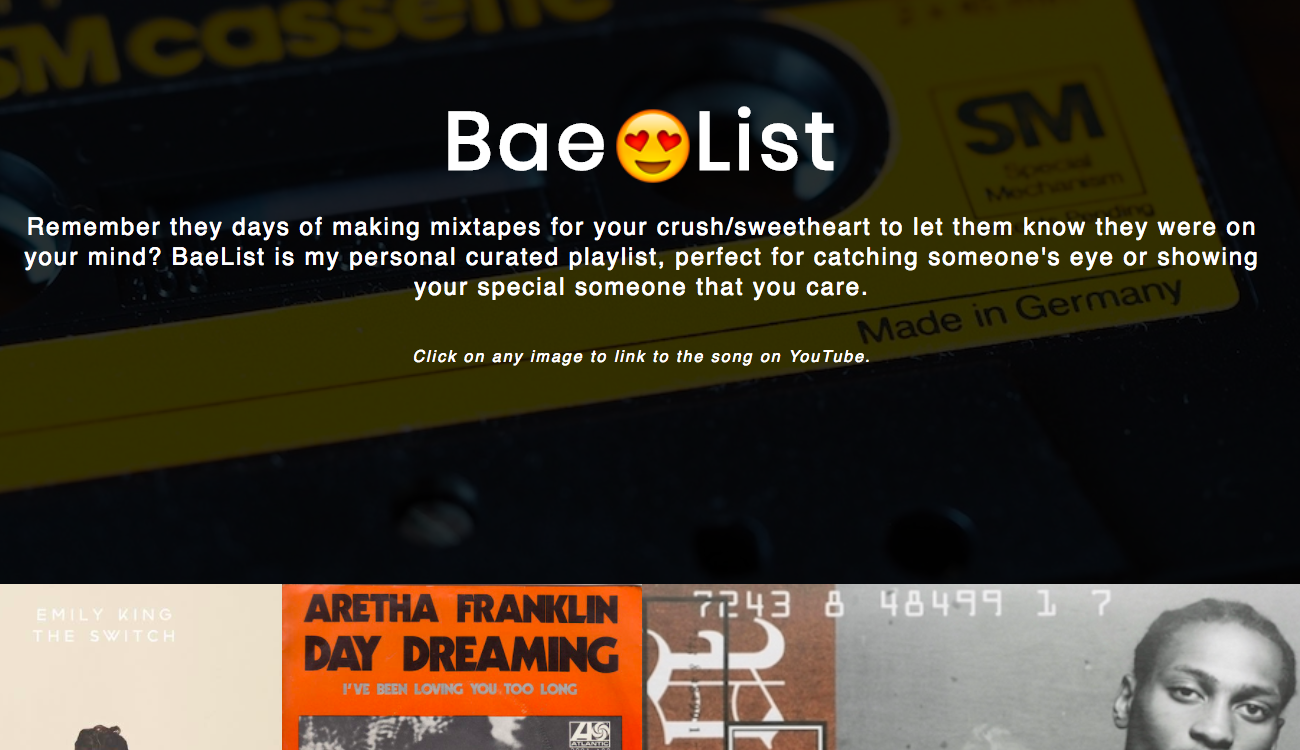 SM cassette
Bae😍List
SM
Special
Mechanism
Remember they days of making mixtapes for your crush/sweetheart to let them know they were on
your mind? BaeList is my personal curated playlist, perfect for catching someone's eye or showing
your special someone that you care.
Made in Germany
Click on any image to link to the song on YouTube.
EMILY KING
THE SWITCH
ARETHA FRANKLIN
DAY DREAMING
I'VE BEEN LOVING YOU TOO LONG
ATLANTIC
7243 8 48499 1 7